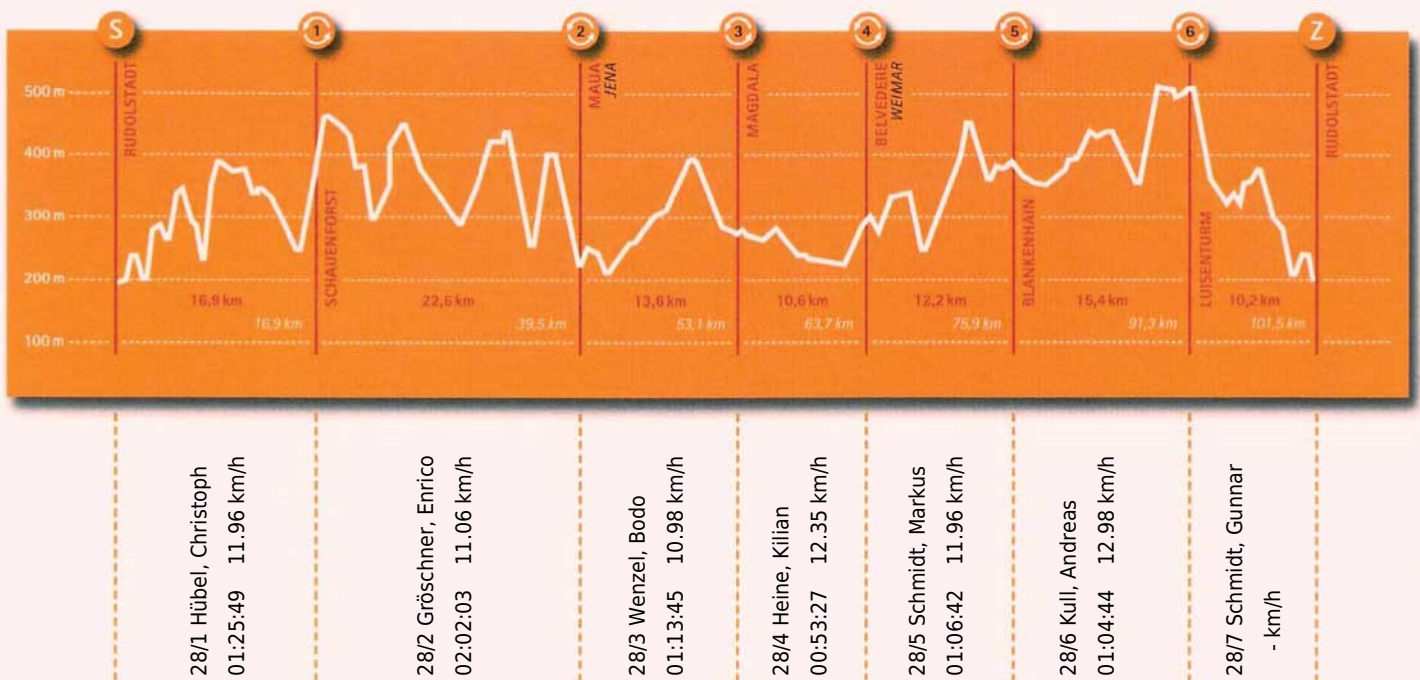 S
1
2
3
4
5
6
Z
500 m
400 m
300 m
200 m
100 m
RUDOLSTADT
SCHAUENFORST
MAUA
JENA
MAGDALA
BELVEDERE
WEIMAR
BLANKENHAIN
LUISENTURM
RUDOLSTADT
16,9 km
22,6 km
13,6 km
10,6 km
12,2 km
15,4 km
10,2 km
16,9 km
39,5 km
53,1 km
63,7 km
75,9 km
91,3 km
101,5 km
28/1 Hübel, Christoph
01:25:49 11.96 km/h
28/2 Gröschner, Enrico
02:02:03 11.06 km/h
28/3 Wenzel, Bodo
01:13:45 10.98 km/h
28/4 Heine, Kilian
00:53:27 12.35 km/h
28/5 Schmidt, Markus
01:06:42 11.96 km/h
28/6 Kull, Andreas
01:04:44 12.98 km/h
28/7 Schmidt, Gunnar
- km/h